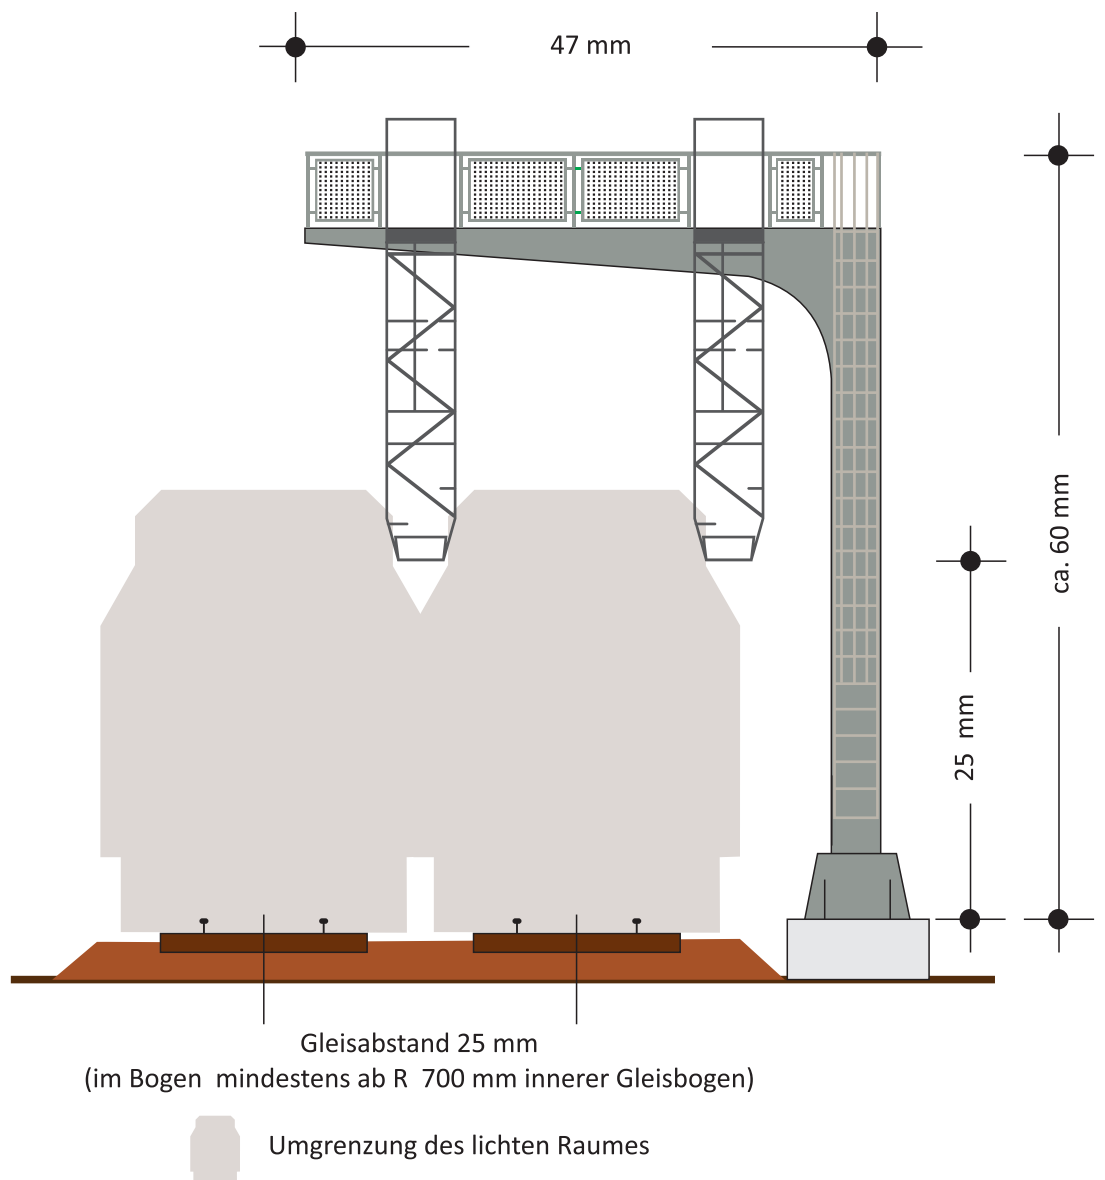 47 mm
ca. 60 mm
25 mm
Gleisabstand 25 mm
(im Bogen mindestens ab R 700 mm innerer Gleisbogen)
Umgrenzung des lichten Raumes